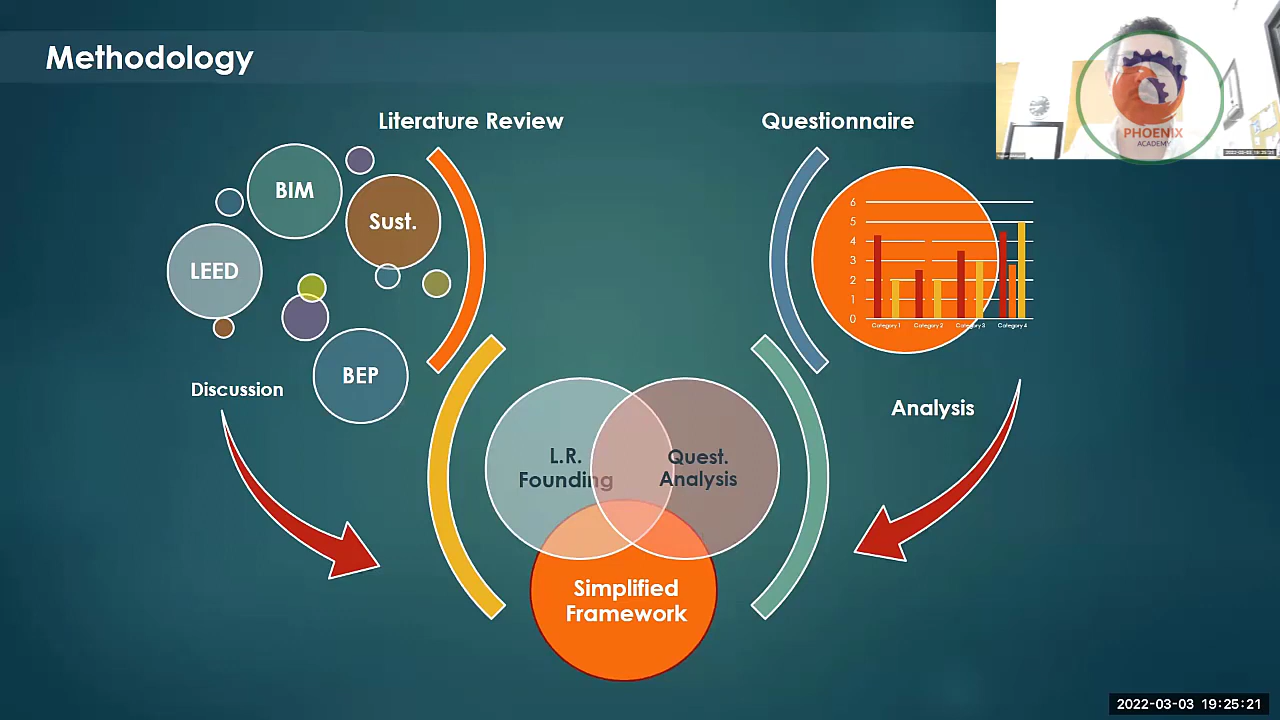 Methodology
PHOENIX
ACADEMY
Literature Review
Questionnaire
BIM
Sust.
LEED
BEP
6
5
4
3
2
1
0
Category 1
Category 2
Category 3
Category 4
Discussion
Analysis
L.R.
Founding
Quest.
Analysis
Simplified
Framework
2022-03-03 19:25:21